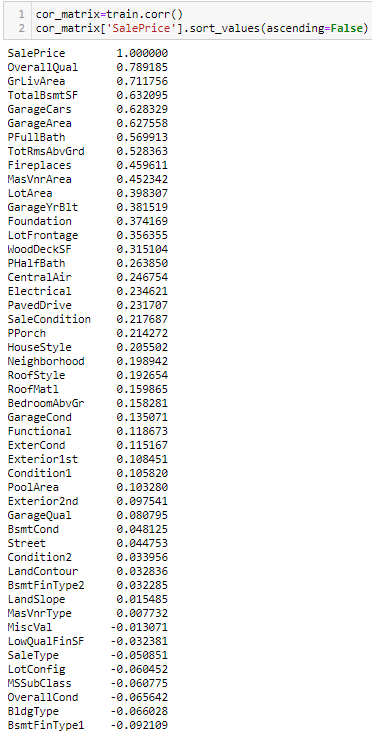 1 cor_matrix=train.corr()
2 cor_matrix['SalePrice'].sort_values(ascending=False)
SalePrice 1.000000
OverallQual 0.789185
GrLivArea 0.711756
TotalBsmtSF 0.632095
GarageCars 0.628329
GarageArea 0.627558
PFullBath 0.569913
TotRmsAbvGrd 0.528363
Fireplaces 0.459611
MasVnrArea 0.452342
LotArea 0.398307
GarageYrBlt 0.381519
Foundation 0.374169
LotFrontage 0.356355
WoodDeckSF 0.315104
PHalfBath 0.263850
CentralAir 0.246754
Electrical 0.234621
PavedDrive 0.231707
SaleCondition 0.217687
PPorch 0.214272
HouseStyle 0.205502
Neighborhood 0.198942
RoofStyle 0.192654
RoofMatl 0.159865
BedroomAbvGr 0.158281
GarageCond 0.135071
Functional 0.118673
ExterCond 0.115167
Exterior1st 0.108451
Condition1 0.105820
PoolArea 0.103280
Exterior2nd 0.097541
GarageQual 0.080795
BsmtCond 0.048125
Street 0.044753
Condition2 0.033956
LandContour 0.032836
BsmtFinType2 0.032285
LandSlope 0.015485
MasVnrType 0.007732
MiscVal -0.013071
LowQualFinSF -0.032381
SaleType -0.050851
LotConfig -0.060452
MSSubClass -0.060775
OverallCond -0.065642
BldgType -0.066028
BsmtFinType1 -0.092109